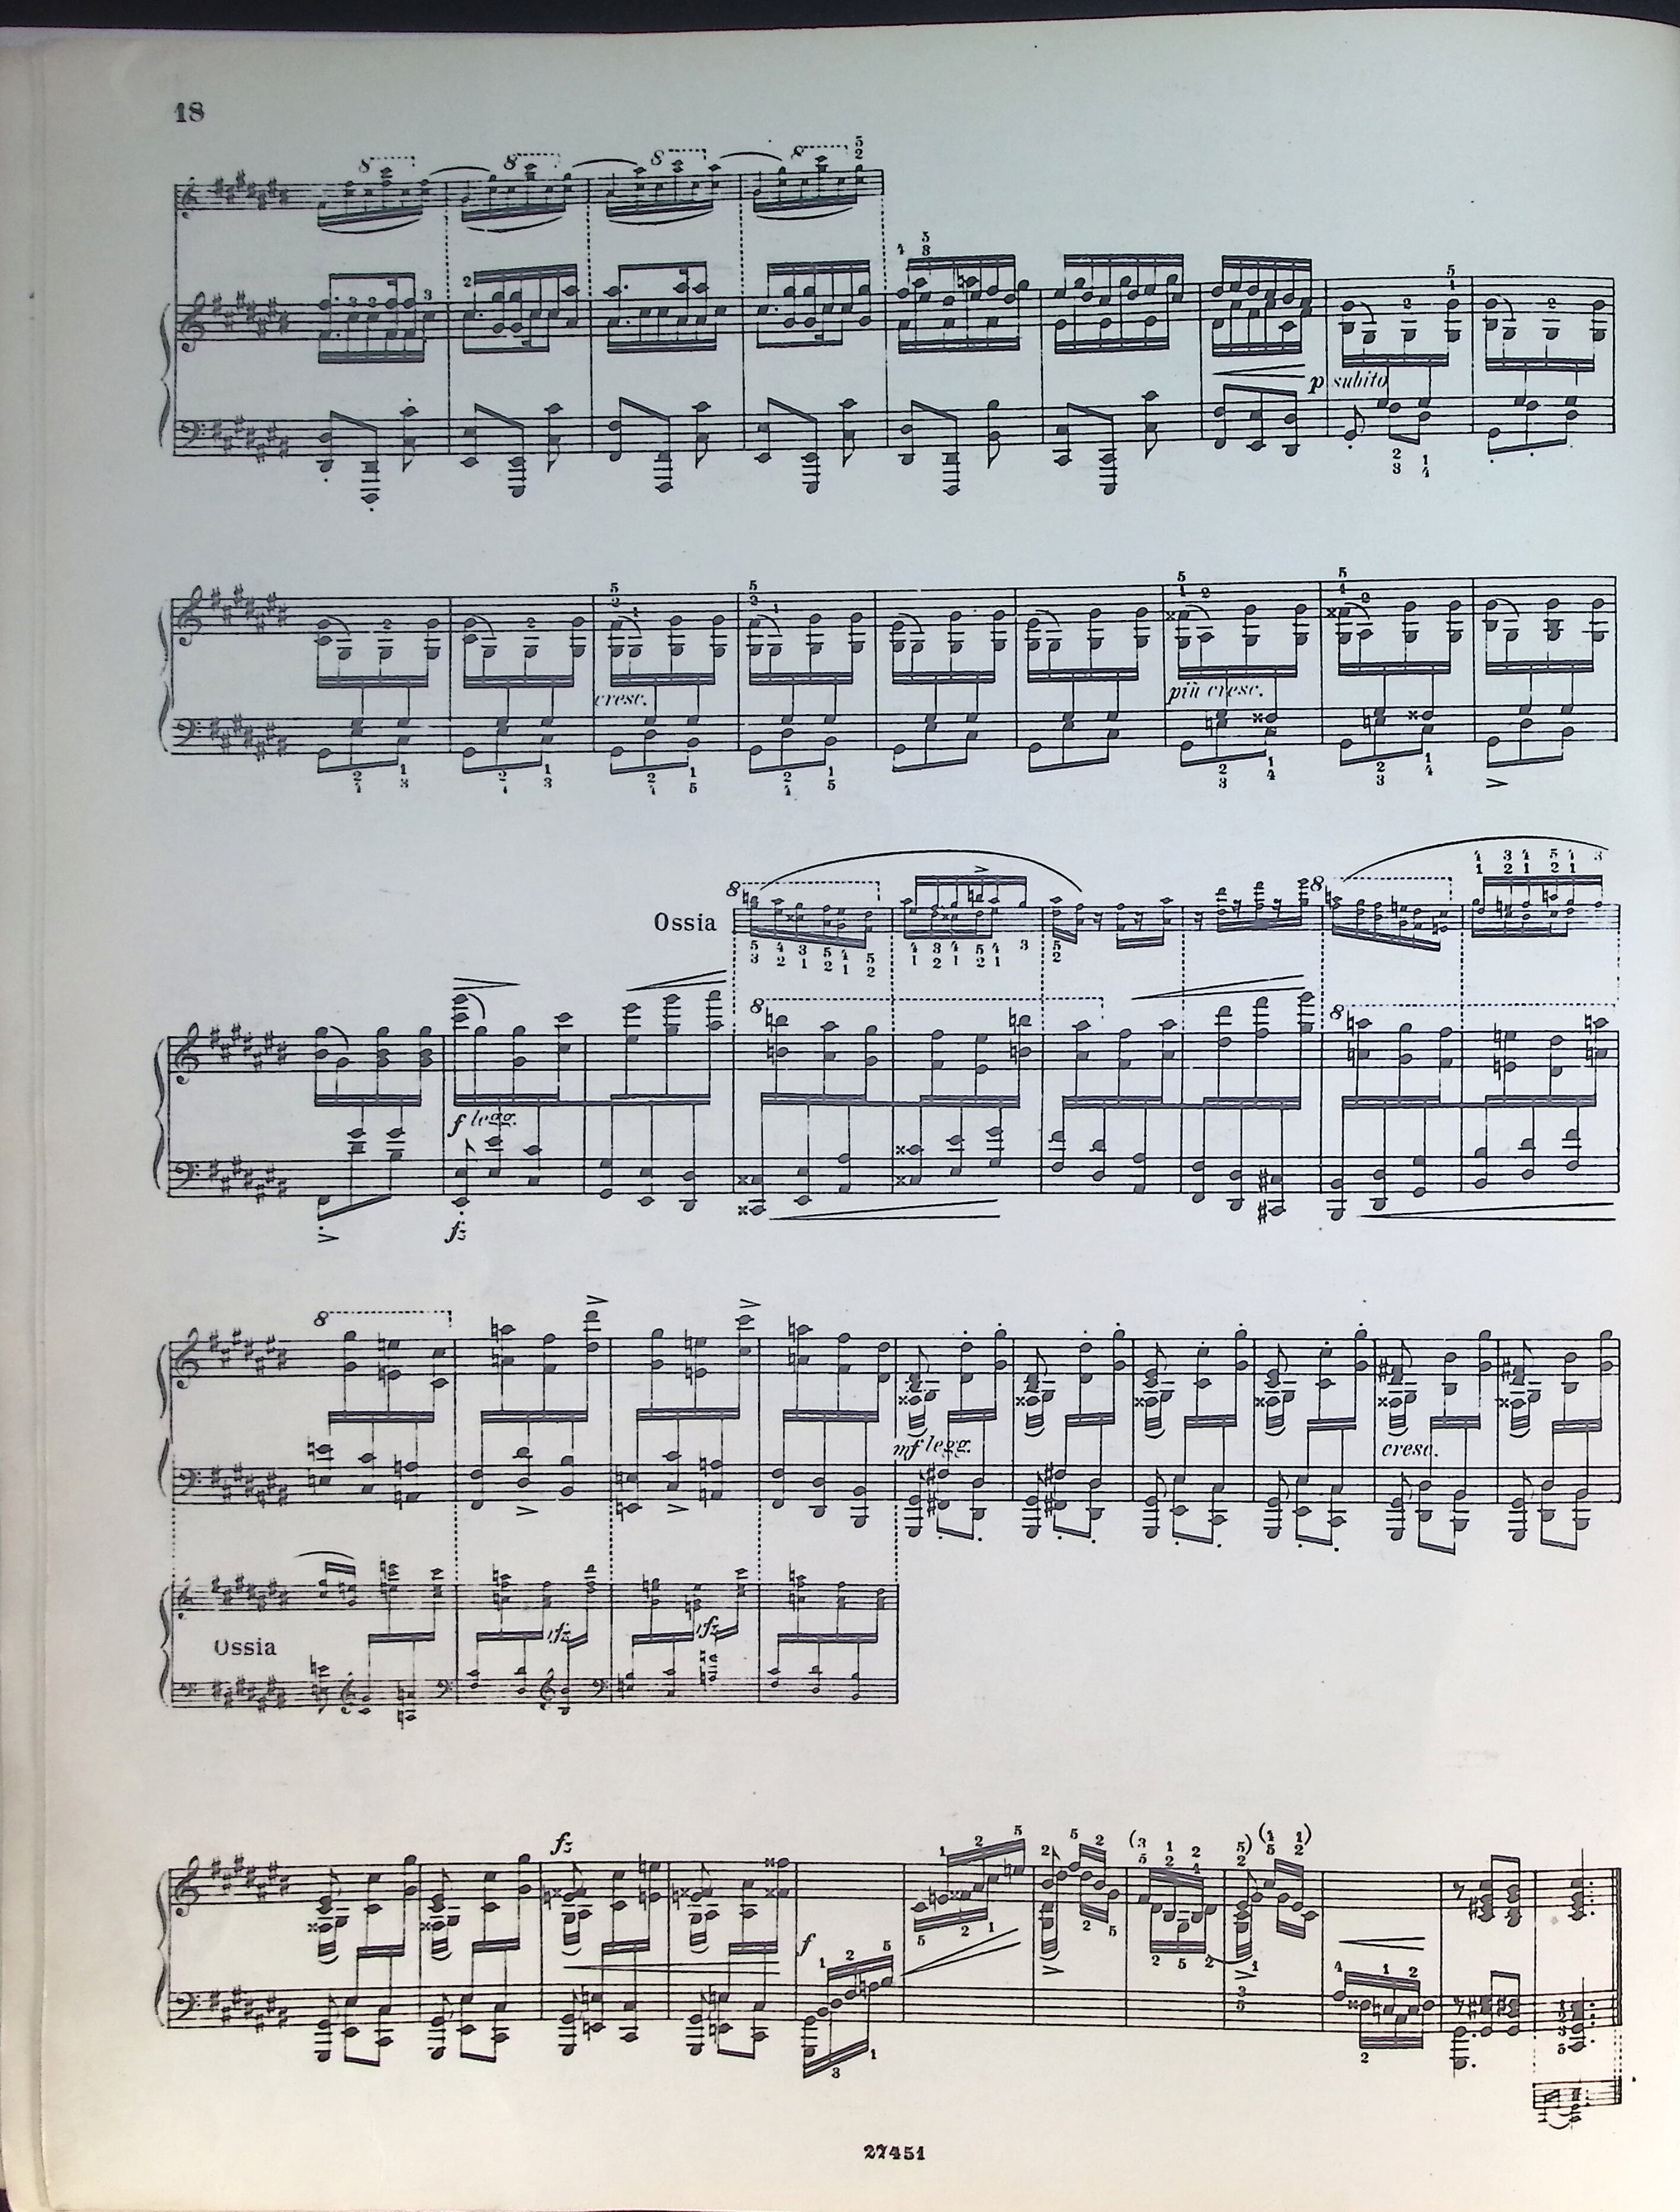 18
p subito
cresc.
più cresc.
Ossia
f legg.
fz
mf legg.
cresc.
Ossia
fz
fz
fz
f
27451